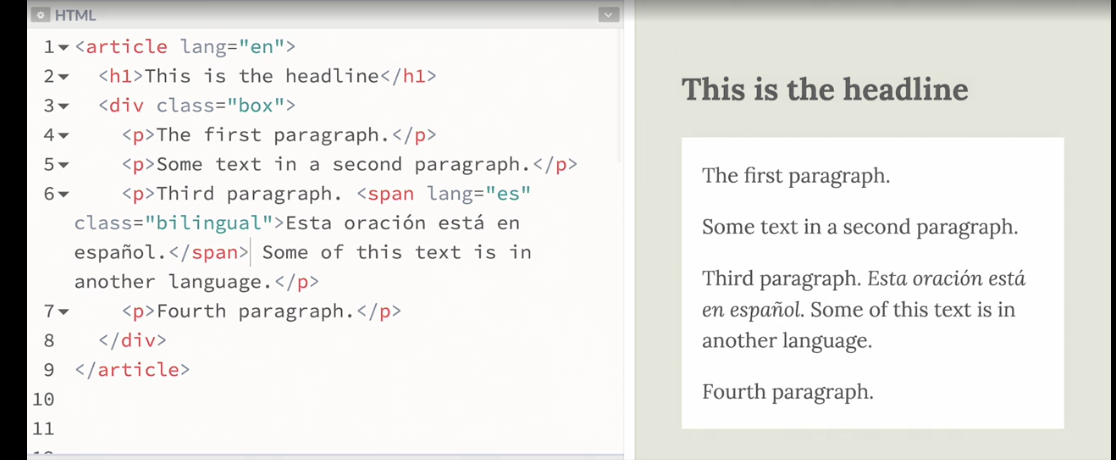 HTML
1 <article lang="en">
2 <h1>This is the headline</h1>
3 <div class="box">
4 <p>The first paragraph.</p>
5 <p>Some text in a second paragraph.</p>
6 <p>Third paragraph. <span lang="es"
class="bilingual">Esta oración está en
español.</span> Some of this text is in
another language.</p>
7 <p>Fourth paragraph.</p>
8 </div>
9 </article>
10
11
This is the headline
The first paragraph.
Some text in a second paragraph.
Third paragraph. Esta oración está
en español. Some of this text is in
another language.
Fourth paragraph.